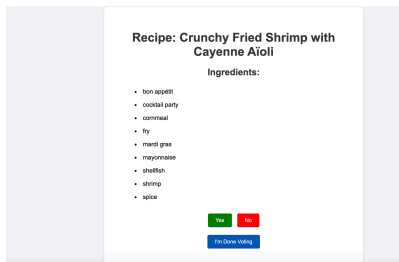 Recipe: Crunchy Fried Shrimp with
Cayenne Aïoli
Ingredients:
bon appétit
cocktail party
cornmeal
fry
mardi gras
mayonnaise
shellfish
shrimp
spice
Yes No
I'm Done Voting